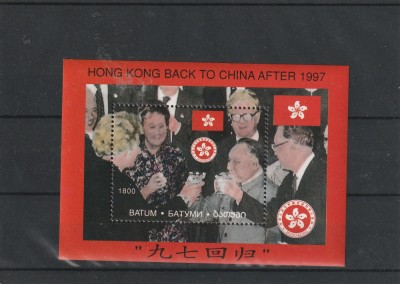 HONG KONG BACK TO CHINA AFTER 1997
1800
BATUM · БАТУМИ · ბათუმი
"九七回归"